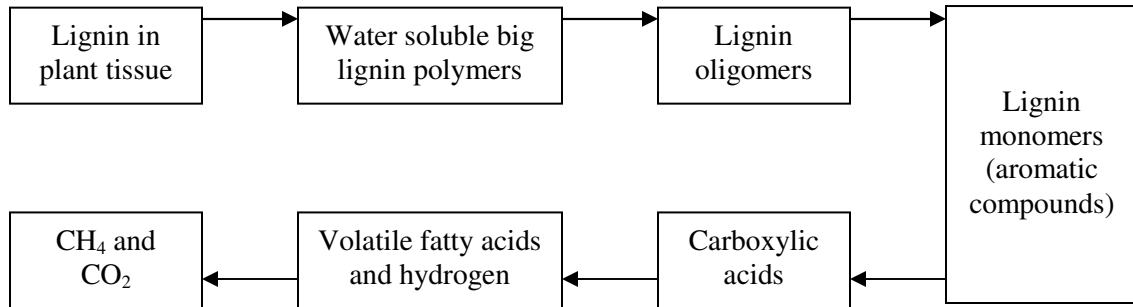 Lignin in
plant tissue
Water soluble big
lignin polymers
Lignin
oligomers
Lignin
monomers
(aromatic
compounds)
Carboxylic
acids
Volatile fatty acids
and hydrogen
CH₄ and
CO₂